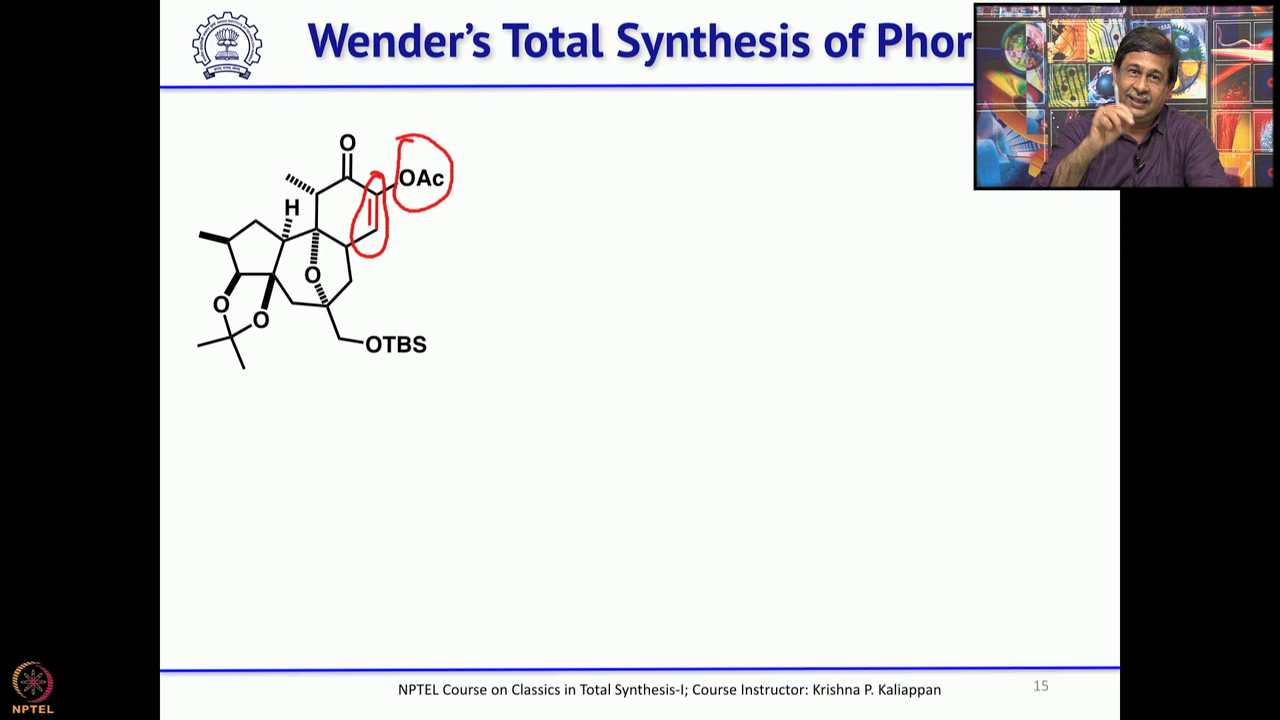 Wender's Total Synthesis of Phor
O
OAc
H
O
O
O
OTBS
NPTEL Course on Classics in Total Synthesis-I; Course Instructor: Krishna P. Kaliappan
15
NPTEL